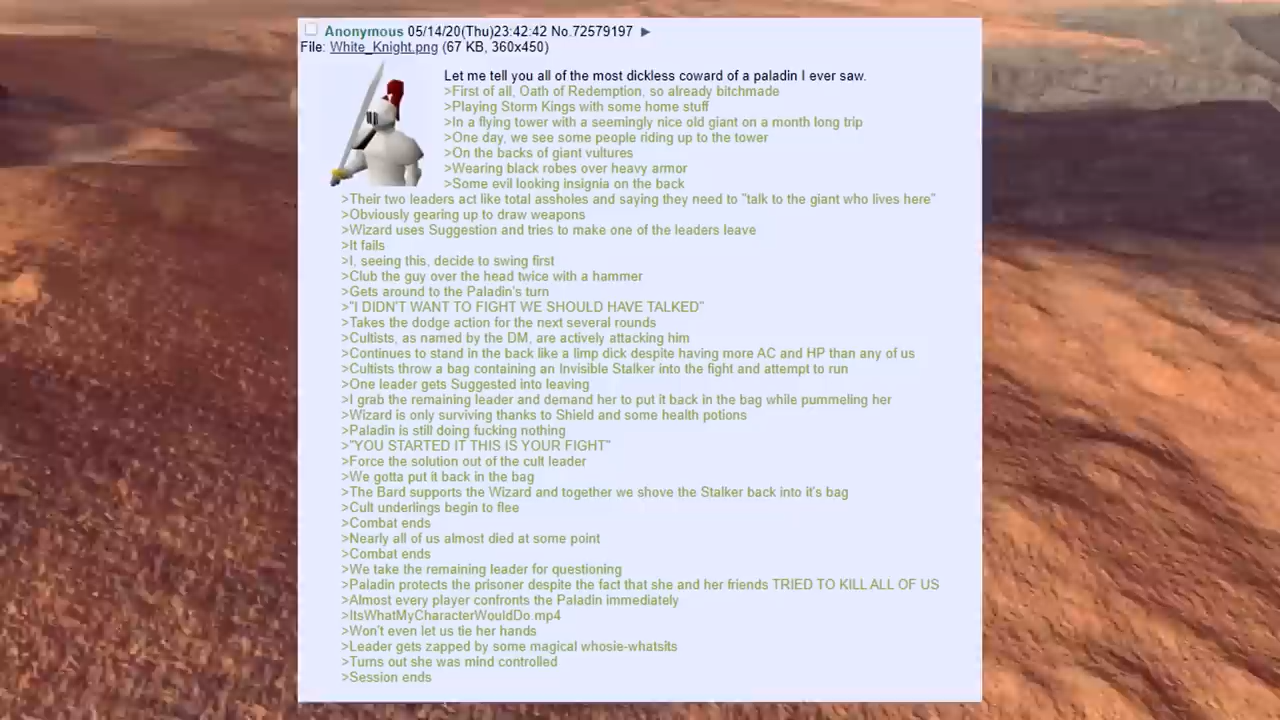 Anonymous 05/14/20(Thu)23:42:42 No.72579197 ▶
File: White_Knight.png (67 KB, 360x450)
Let me tell you all of the most dickless coward of a paladin I ever saw.
>First of all, Oath of Redemption, so already bitchmade
>Playing Storm Kings with some home stuff
>In a flying tower with a seemingly nice old giant on a month long trip
>One day, we see some people riding up to the tower
>On the backs of giant vultures
>Wearing black robes over heavy armor
>Some evil looking insignia on the back
>Their two leaders act like total assholes and saying they need to "talk to the giant who lives here"
>Obviously gearing up to draw weapons
>Wizard uses Suggestion and tries to make one of the leaders leave
>It fails
>I, seeing this, decide to swing first
>Club the guy over the head twice with a hammer
>Gets around to the Paladin's turn
>"I DIDN'T WANT TO FIGHT WE SHOULD HAVE TALKED"
>Takes the dodge action for the next several rounds
>Cultists, as named by the DM, are actively attacking him
>Continues to stand in the back like a limp dick despite having more AC and HP than any of us
>Cultists throw a bag containing an Invisible Stalker into the fight and attempt to run
>One leader gets Suggested into leaving
>I grab the remaining leader and demand her to put it back in the bag while pummeling her
>Wizard is only surviving thanks to Shield and some health potions
>Paladin is still doing fucking nothing
>"YOU STARTED IT THIS IS YOUR FIGHT"
>Force the solution out of the cult leader
>We gotta put it back in the bag
>The Bard supports the Wizard and together we shove the Stalker back into it's bag
>Cult underlings begin to flee
>Combat ends
>Nearly all of us almost died at some point
>Combat ends
>We take the remaining leader for questioning
>Paladin protects the prisoner despite the fact that she and her friends TRIED TO KILL ALL OF US
>Almost every player confronts the Paladin immediately
>ItsWhatMyCharacterWouldDo.mp4
>Won't even let us tie her hands
>Leader gets zapped by some magical whosie-whatsits
>Turns out she was mind controlled
>Session ends